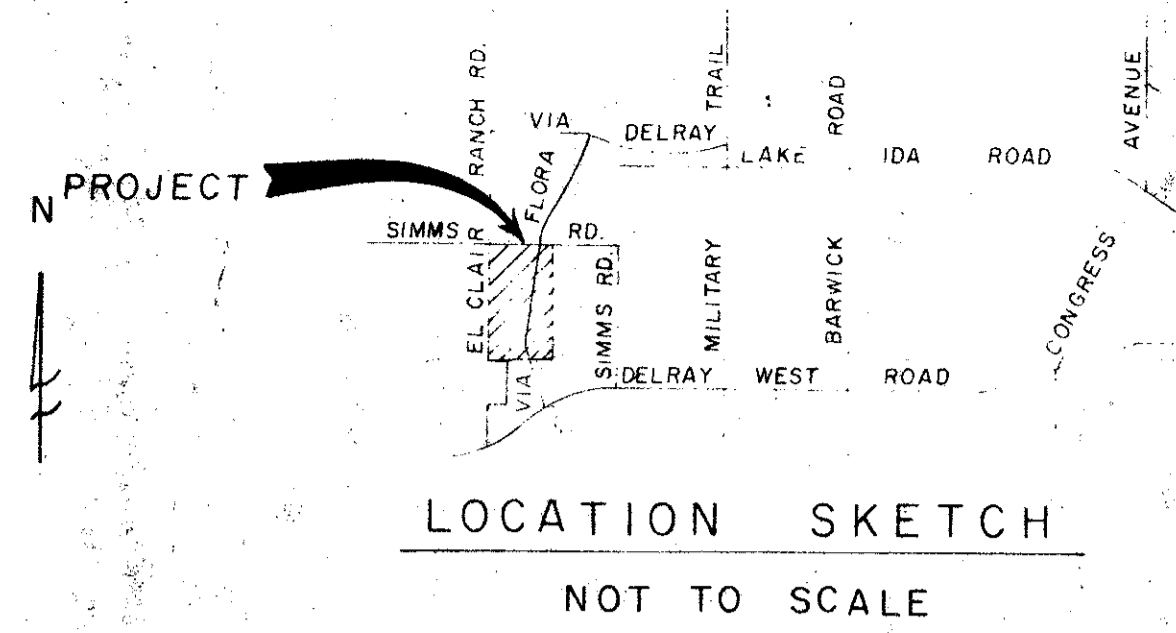 EL CLAIR RANCH RD.
VIA FLORA
VIA
DELRAY
MILITARY TRAIL
BARWICK ROAD
LAKE IDA ROAD
CONGRESS AVENUE
PROJECT
N
SIMMS RD.
SIMMS RD.
DELRAY WEST ROAD
LOCATION SKETCH
NOT TO SCALE